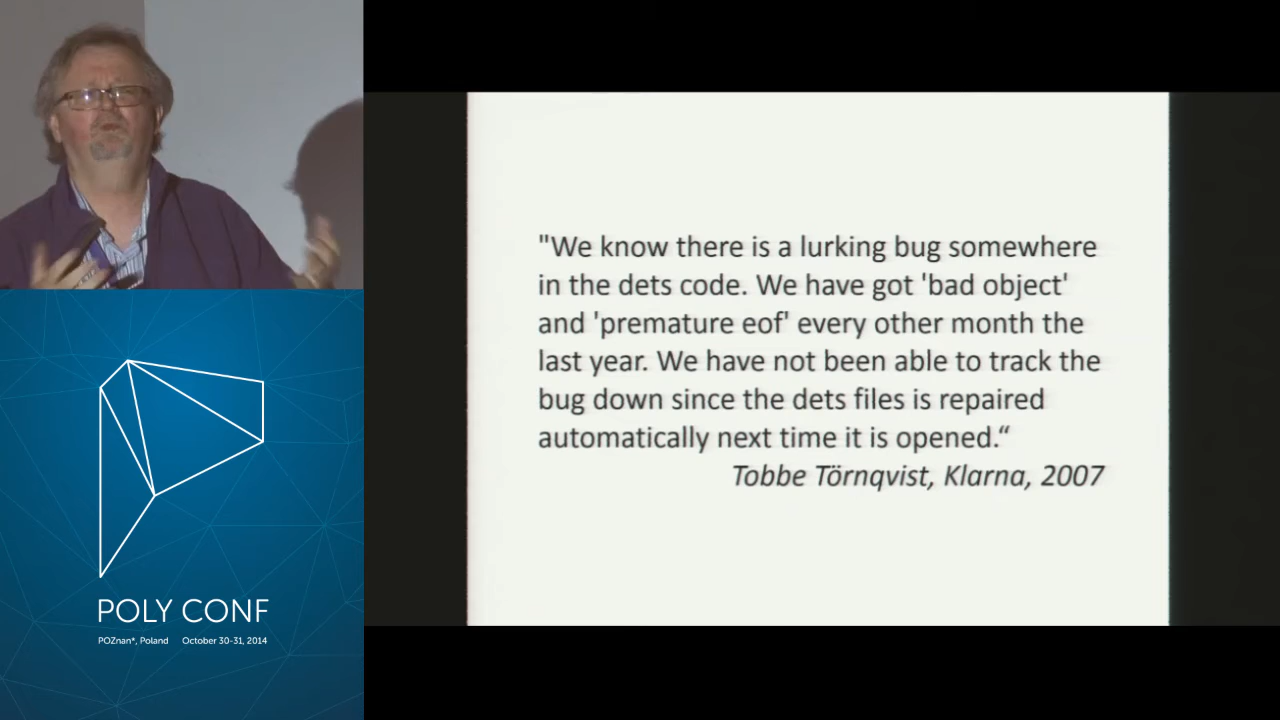 "We know there is a lurking bug somewhere
in the dets code. We have got 'bad object'
and 'premature eof' every other month the
last year. We have not been able to track the
bug down since the dets files is repaired
automatically next time it is opened.“
Tobbe Törnqvist, Klarna, 2007
POLY CONF
POZnan*, Poland October 30-31, 2014